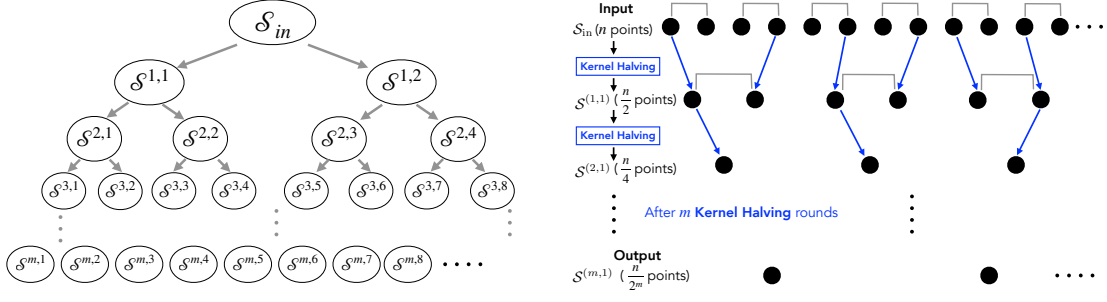 𝒮in
𝒮1,1 𝒮1,2
𝒮2,1 𝒮2,2 𝒮2,3 𝒮2,4
𝒮3,1 𝒮3,2 𝒮3,3 𝒮3,4 𝒮3,5 𝒮3,6 𝒮3,7 𝒮3,8
𝒮m,1 𝒮m,2 𝒮m,3 𝒮m,4 𝒮m,5 𝒮m,6 𝒮m,7 𝒮m,8
Input
𝒮in (n points)
Kernel Halving
𝒮(1,1) (n/2 points)
Kernel Halving
𝒮(2,1) (n/4 points)
After m Kernel Halving rounds
Output
𝒮(m,1) (n/2m points)